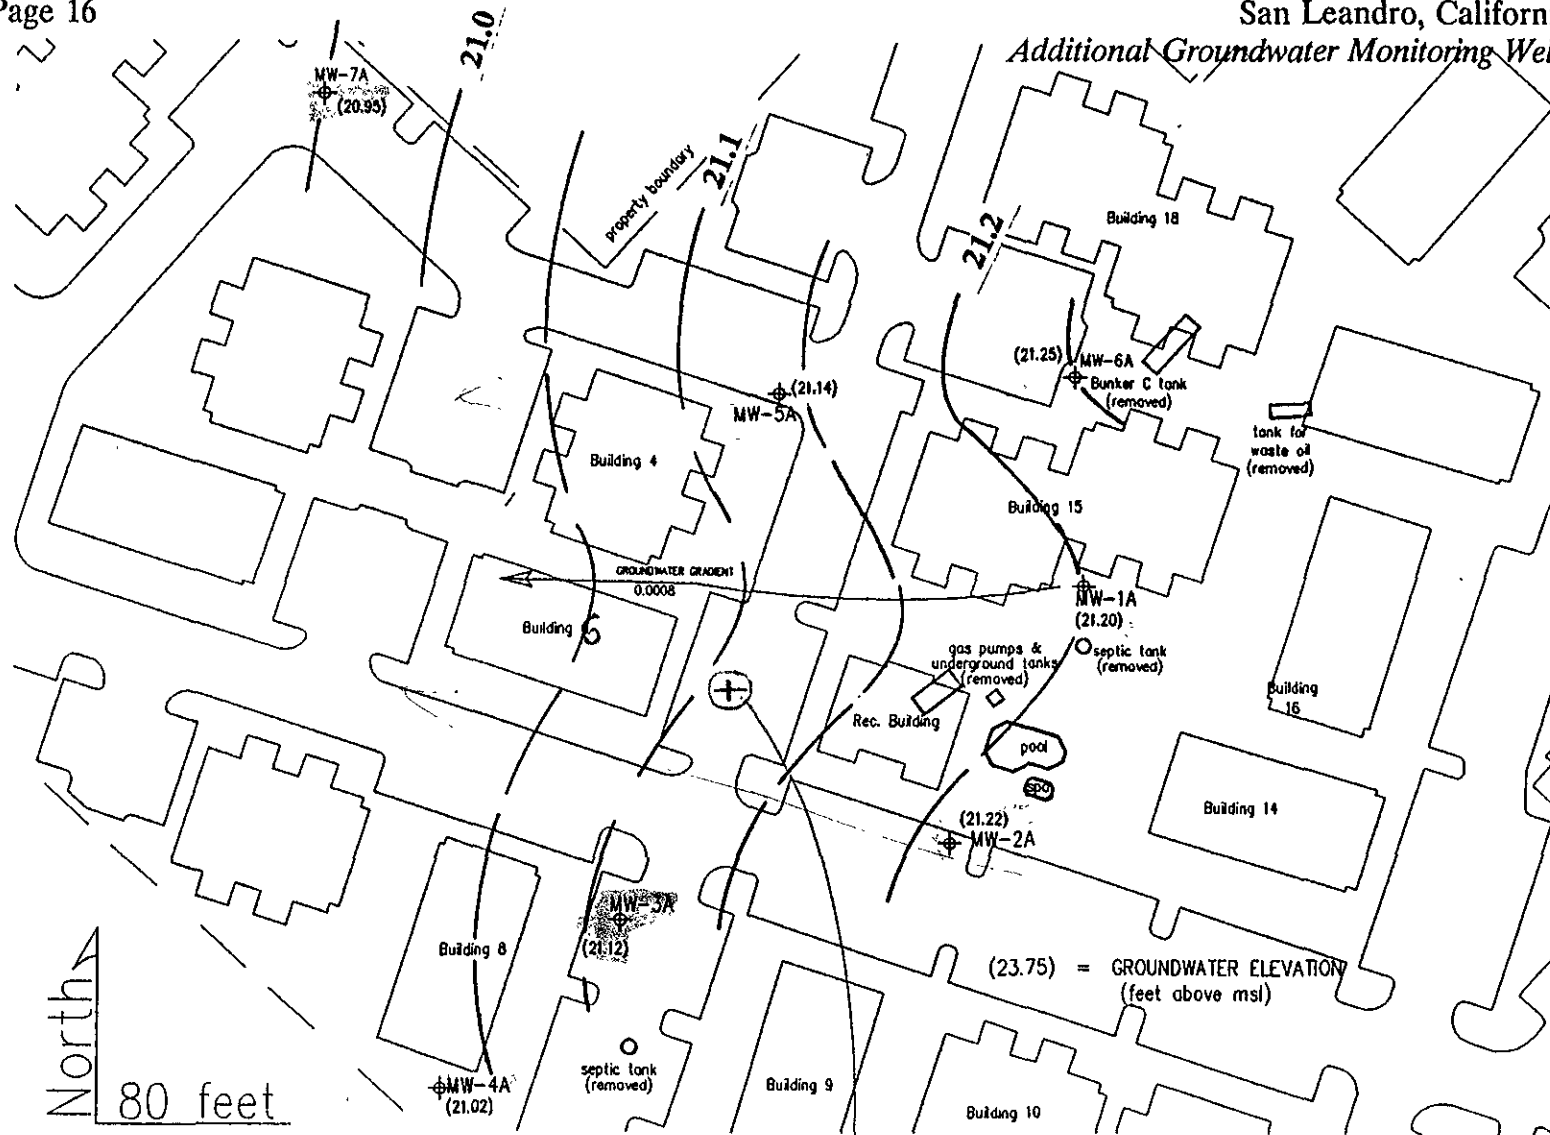 Page 16
San Leandro, Californ
Additional Groundwater Monitoring Wel
21.0
MW-7A
(20.95)
property boundary
21.1
21.2
Building 18
(21.25)
MW-6A
Bunker C tank
(removed)
(21.14)
MW-5A
tank for
waste oil
(removed)
Building 4
Building 15
GROUNDWATER GRADIENT
0.0008
MW-1A
(21.20)
Building
gas pumps &
underground tanks
(removed)
septic tank
(removed)
Building
16
Rec. Building
pool
spa
Building 14
(21.22)
MW-2A
MW-3A
(21.12)
Building 8
(23.75) = GROUNDWATER ELEVATION
(feet above msl)
septic tank
(removed)
MW-4A
(21.02)
Building 9
Building 10
North
80 feet